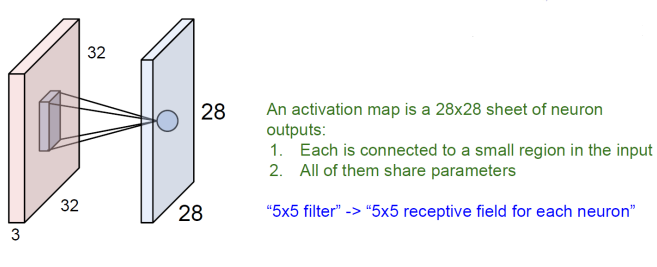 32
32
3
28
28
An activation map is a 28x28 sheet of neuron
outputs:
1. Each is connected to a small region in the input
2. All of them share parameters
“5x5 filter” -> “5x5 receptive field for each neuron”